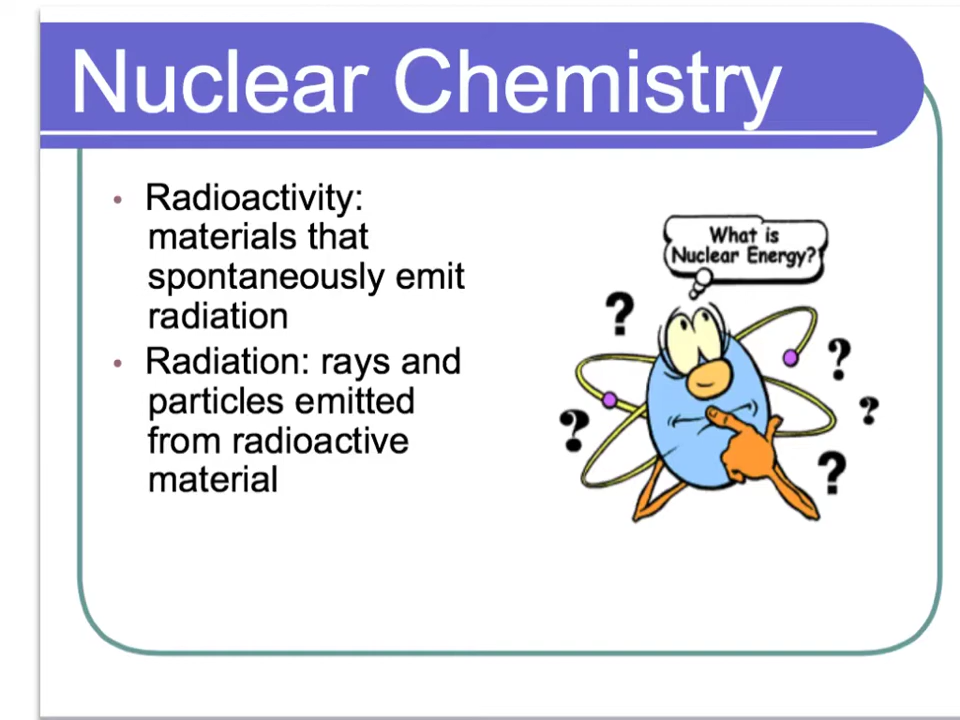 Nuclear Chemistry
• Radioactivity:
materials that
spontaneously emit
radiation
• Radiation: rays and
particles emitted
from radioactive
material
What is
Nuclear Energy?
?
?
?
?
?